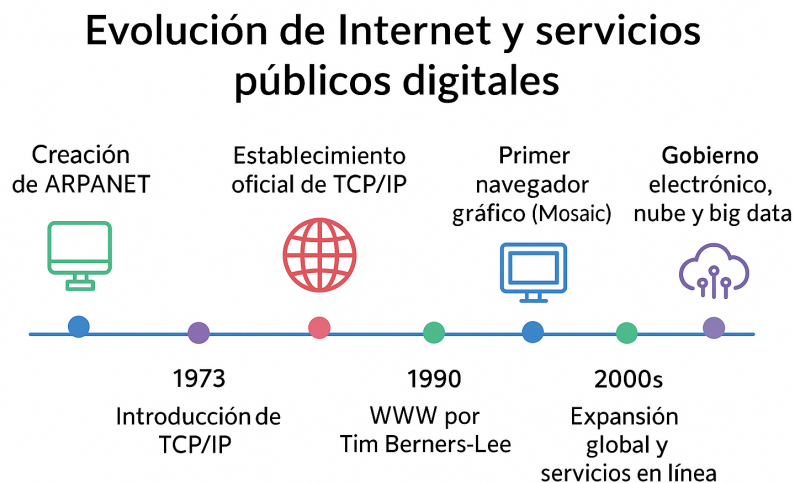 Evolución de Internet y servicios
públicos digitales
Creación
de ARPANET
Establecimiento
oficial de TCP/IP
Primer
navegador
gráfico (Mosaic)
Gobierno
electrónico,
nube y big data
1973
Introducción de
TCP/IP
1990
WWW por
Tim Berners-Lee
2000s
Expansión
global y
servicios en línea